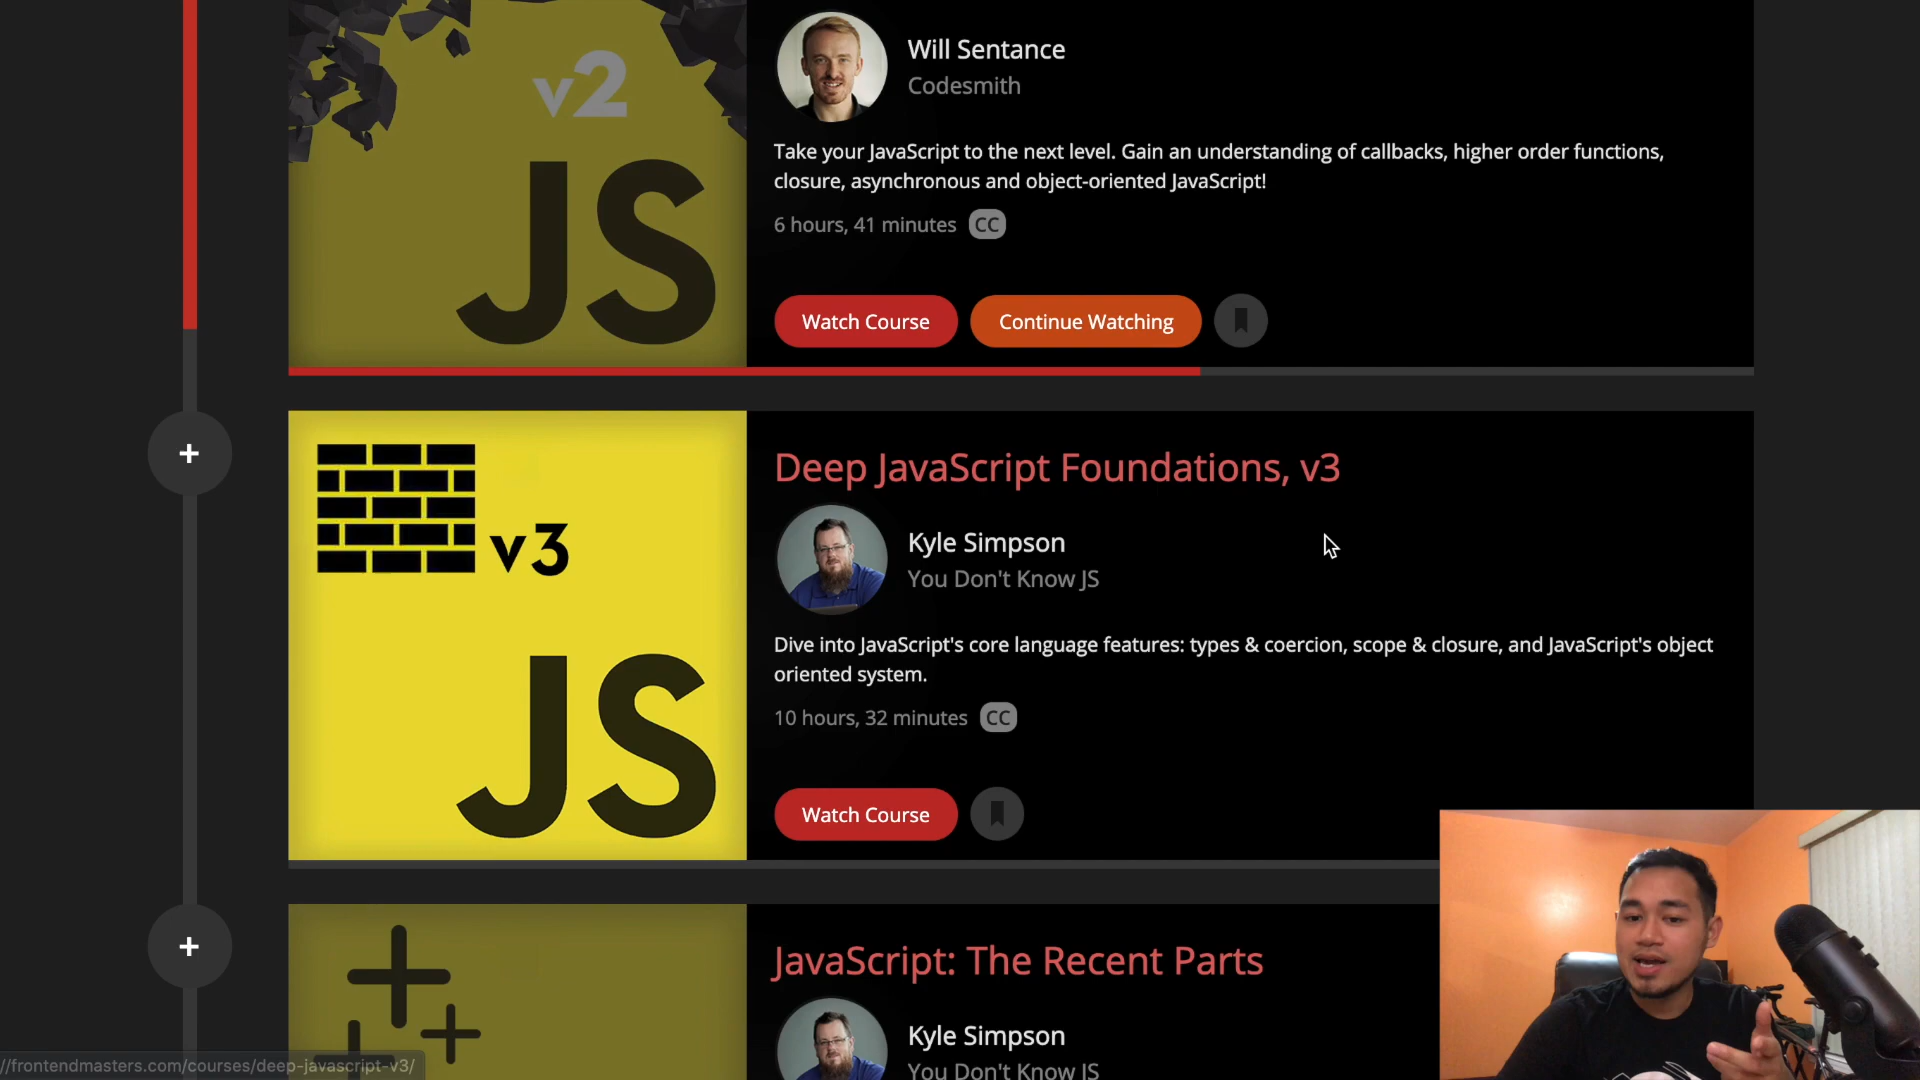 v2
JS
Will Sentance
Codesmith
Take your JavaScript to the next level. Gain an understanding of callbacks, higher order functions,
closure, asynchronous and object-oriented JavaScript!
6 hours, 41 minutes CC
Watch Course
Continue Watching
+
v3
JS
Deep JavaScript Foundations, v3
Kyle Simpson
You Don't Know JS
Dive into JavaScript's core language features: types & coercion, scope & closure, and JavaScript's object
oriented system.
10 hours, 32 minutes CC
Watch Course
+
JavaScript: The Recent Parts
Kyle Simpson
You Don't Know JS
//frontendmasters.com/courses/deep-javascript-v3/